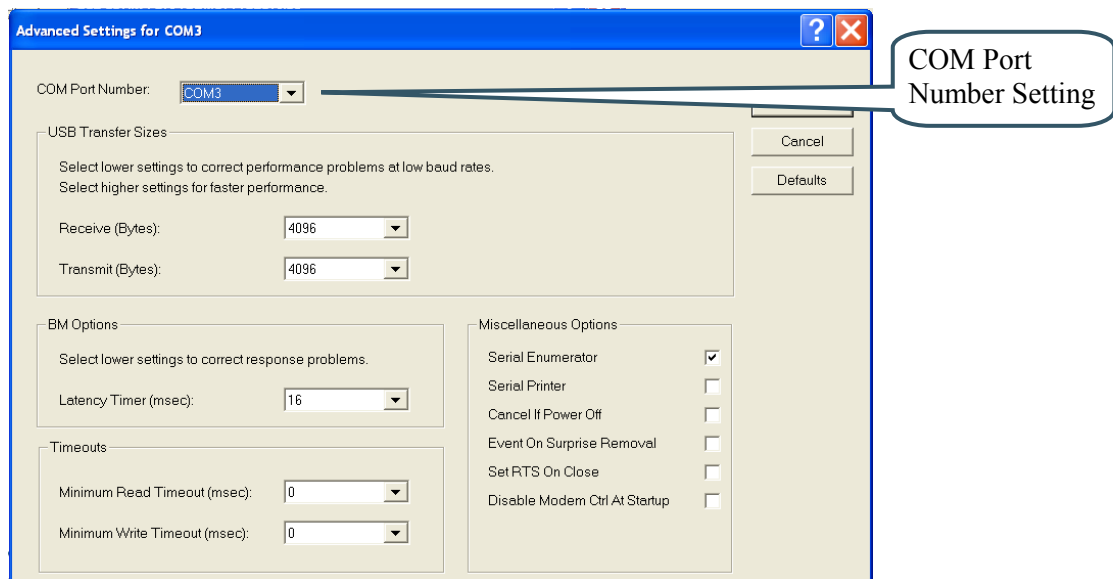 Advanced Settings for COM3
COM Port Number:
COM3
COM Port
Number Setting
USB Transfer Sizes
Select lower settings to correct performance problems at low baud rates.
Select higher settings for faster performance.
Receive (Bytes):
4096
Transmit (Bytes):
4096
Cancel
Defaults
BM Options
Select lower settings to correct response problems.
Latency Timer (msec):
16
Timeouts
Minimum Read Timeout (msec):
0
Minimum Write Timeout (msec):
0
Miscellaneous Options
Serial Enumerator
Serial Printer
Cancel If Power Off
Event On Surprise Removal
Set RTS On Close
Disable Modem Ctrl At Startup